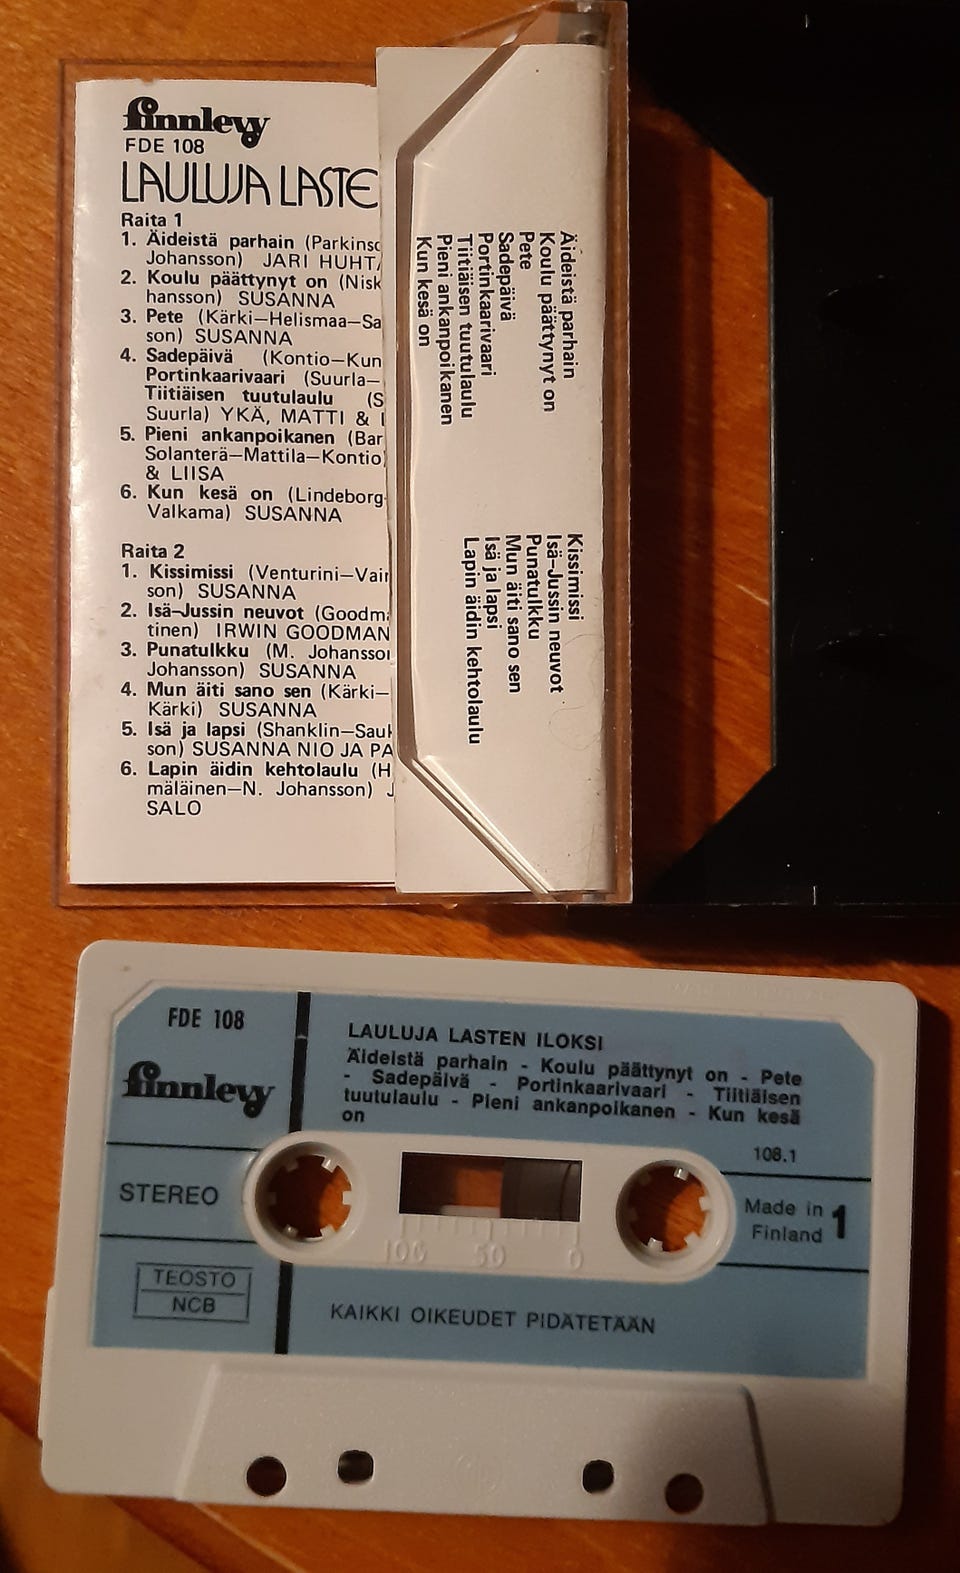 finnlevy
FDE 108
LAULUJA LASTE
Raita 1
1. Äideistä parhain (Parkinso
Johansson) JARI HUHTA
2. Koulu päättynyt on (Nisk
hansson) SUSANNA
3. Pete (Kärki—Helismaa—Sa
son) SUSANNA
4. Sadepäivä (Kontio—Kun
Portinkaarivaari (Suurla—
Tiitiäisen tuutulaulu (S
Suurla) YKÄ, MATTI &
5. Pieni ankanpoikanen (Bar
Solanterä—Mattila—Kontio)
& LIISA
6. Kun kesä on (Lindeborg-
Valkama) SUSANNA
Raita 2
1. Kissimissi (Venturini—Vair
son) SUSANNA
2. Isä-Jussin neuvot (Goodma
tinen) IRWIN GOODMAN
3. Punatulkku (M. Johansson
Johansson) SUSANNA
4. Mun äiti sano sen (Kärki—
Kärki) SUSANNA
5. Isä ja lapsi (Shanklin—Sauk
son) SUSANNA NIO JA PA
6. Lapin äidin kehtolaulu (H
mäläinen—N. Johansson) J
SALO
Äideistä parhain
Koulu päättynyt on
Pete
Sadepäivä
Portinkaarivaari
Tiitiäisen tuutulaulu
Pieni ankanpoikanen
Kun kesä on
Kissimissi
Isä-Jussin neuvot
Punatulkku
Mun äiti sano sen
Isä ja lapsi
Lapin äidin kehtolaulu
FDE 108
finnlevy
LAULUJA LASTEN ILOKSI
Äideistä parhain - Koulu päättynyt on - Pete
- Sadepäivä - Portinkaarivaari - Tiitiäisen
tuutulaulu - Pieni ankanpoikanen - Kun kesä
on
108.1
STEREO
Made in
Finland 1
100 50 0
TEOSTO
NCB
KAIKKI OIKEUDET PIDÄTETÄÄN